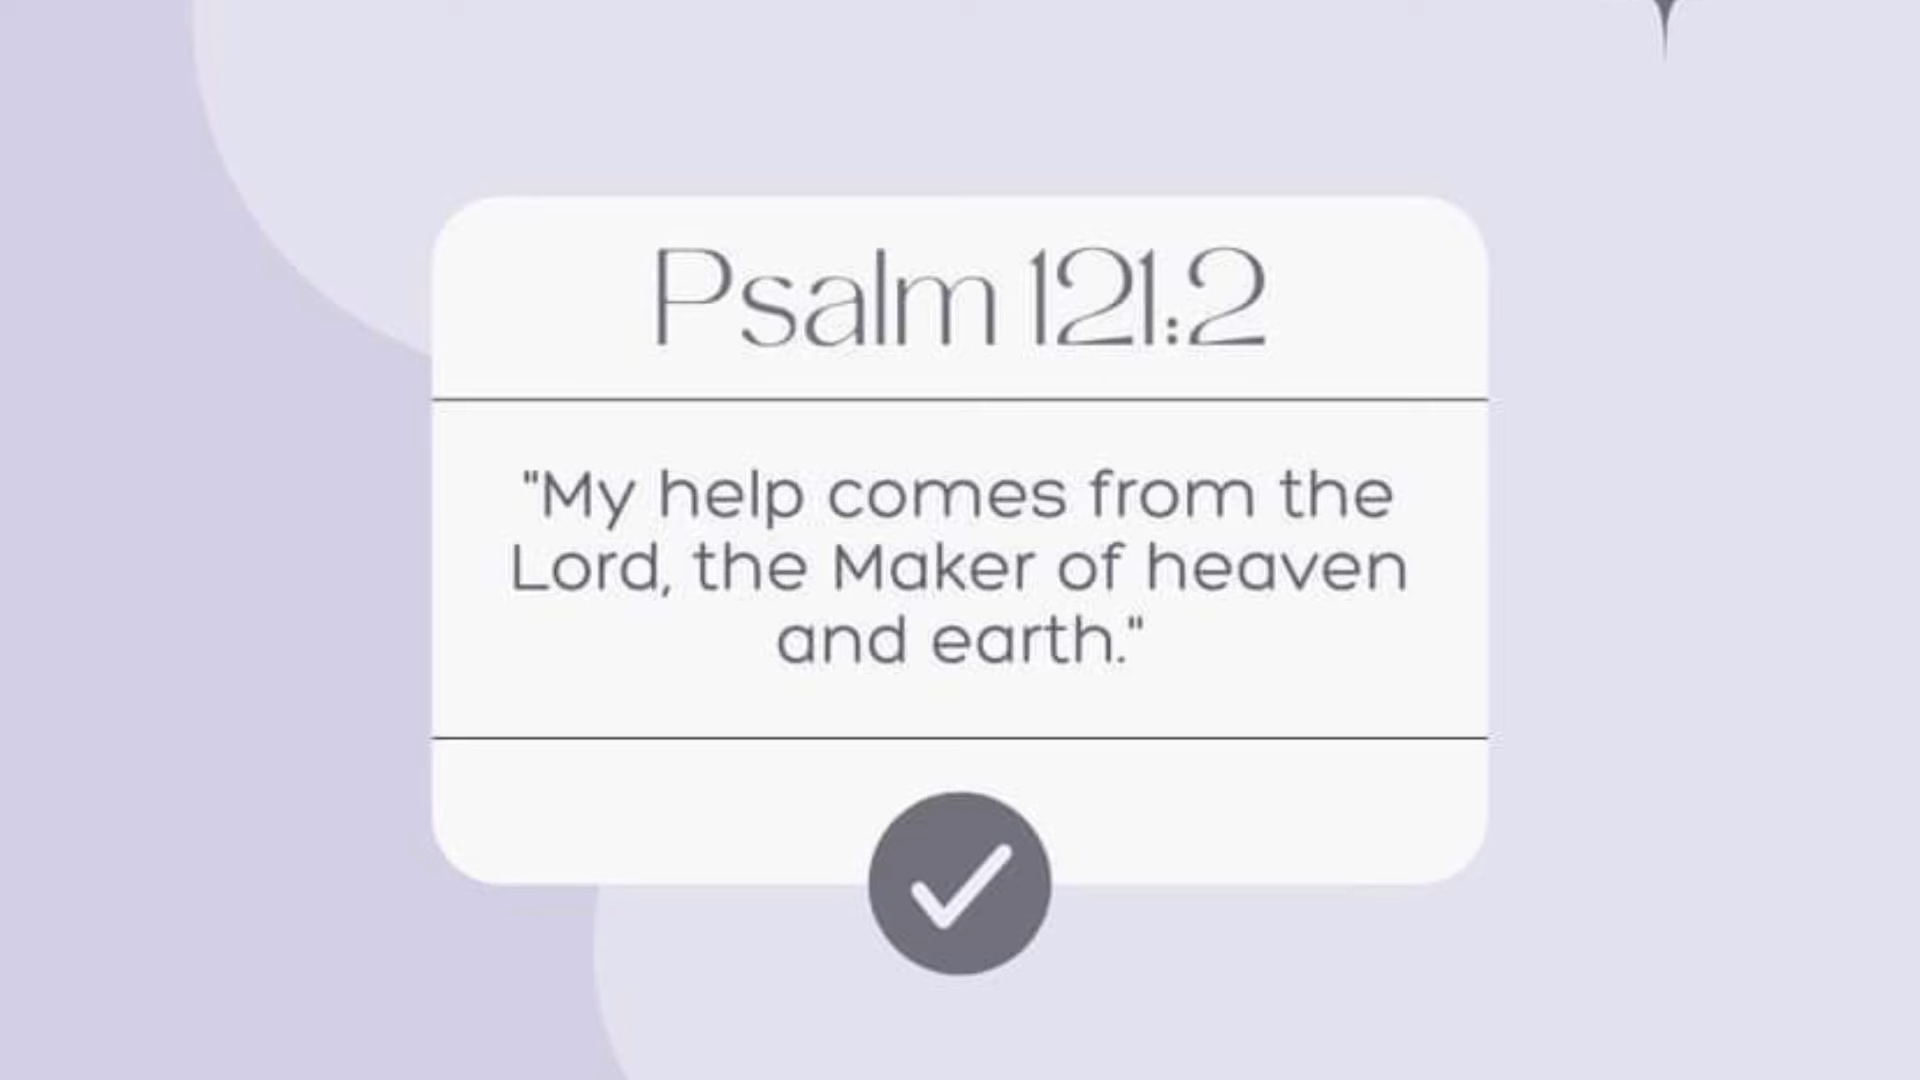 Psalm 121:2
"My help comes from the
Lord, the Maker of heaven
and earth."